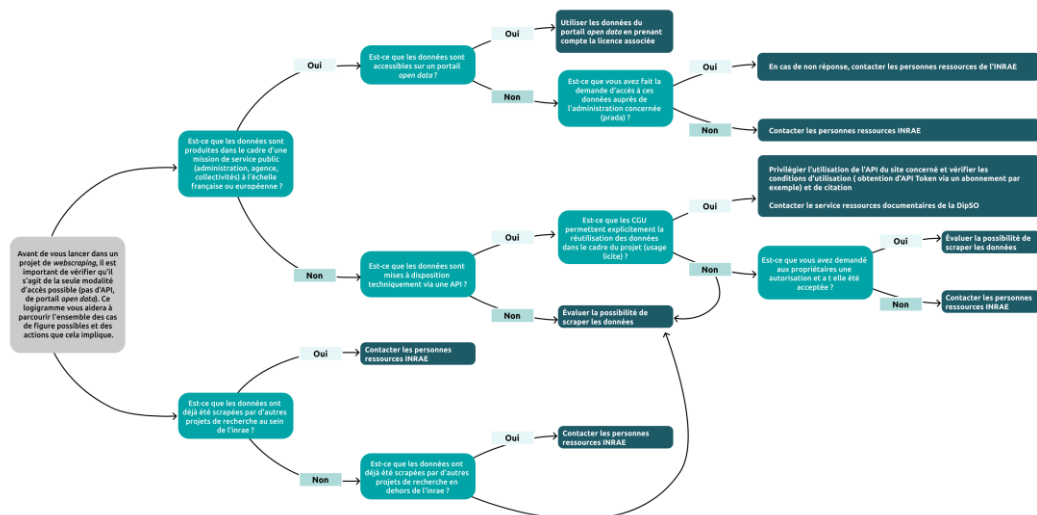 Avant de vous lancer dans un
projet de webscraping, il est
important de vérifier qu'il
s'agit de la seule modalité
d'accès possible (pas d'API,
de portail open data). Ce
logigramme vous aidera à
parcourir l'ensemble des cas
de figure possibles et des
actions que cela implique.
Est-ce que les données sont
produites dans le cadre d'une
mission de service public
(administration, agence,
collectivités) à l'échelle
française ou européenne ?
Oui
Est-ce que les données sont
accessibles sur un portail
open data ?
Oui
Utiliser les données du
portail open data en prenant
compte la licence associée
Non
Est-ce que vous avez fait la
demande d'accès à ces
données auprès de
l'administration concernée
(prada) ?
Oui
En cas de non réponse, contacter les personnes ressources de l'INRAE
Non
Contacter les personnes ressources INRAE
Non
Est-ce que les données sont
mises à disposition
techniquement via une API ?
Oui
Est-ce que les CGU
permettent explicitement la
réutilisation des données
dans le cadre du projet (usage
licite) ?
Oui
Privilégier l'utilisation de l'API du site concerné et vérifier les
conditions d'utilisation ( obtention d'API Token via un abonnement par
exemple) et de citation
Contacter le service ressources documentaires de la DipSO
Non
Est-ce que vous avez demandé
aux propriétaires une
autorisation et a t elle été
acceptée ?
Oui
Évaluer la possibilité de
scraper les données
Non
Contacter les personnes
ressources INRAE
Non
Évaluer la possibilité de
scraper les données
Est-ce que les données ont
déjà été scrapées par d'autres
projets de recherche au sein
de l'inrae ?
Oui
Contacter les personnes
ressources INRAE
Non
Est-ce que les données ont
déjà été scrapées par d'autres
projets de recherche en
dehors de l'inrae ?
Oui
Contacter les personnes
ressources INRAE